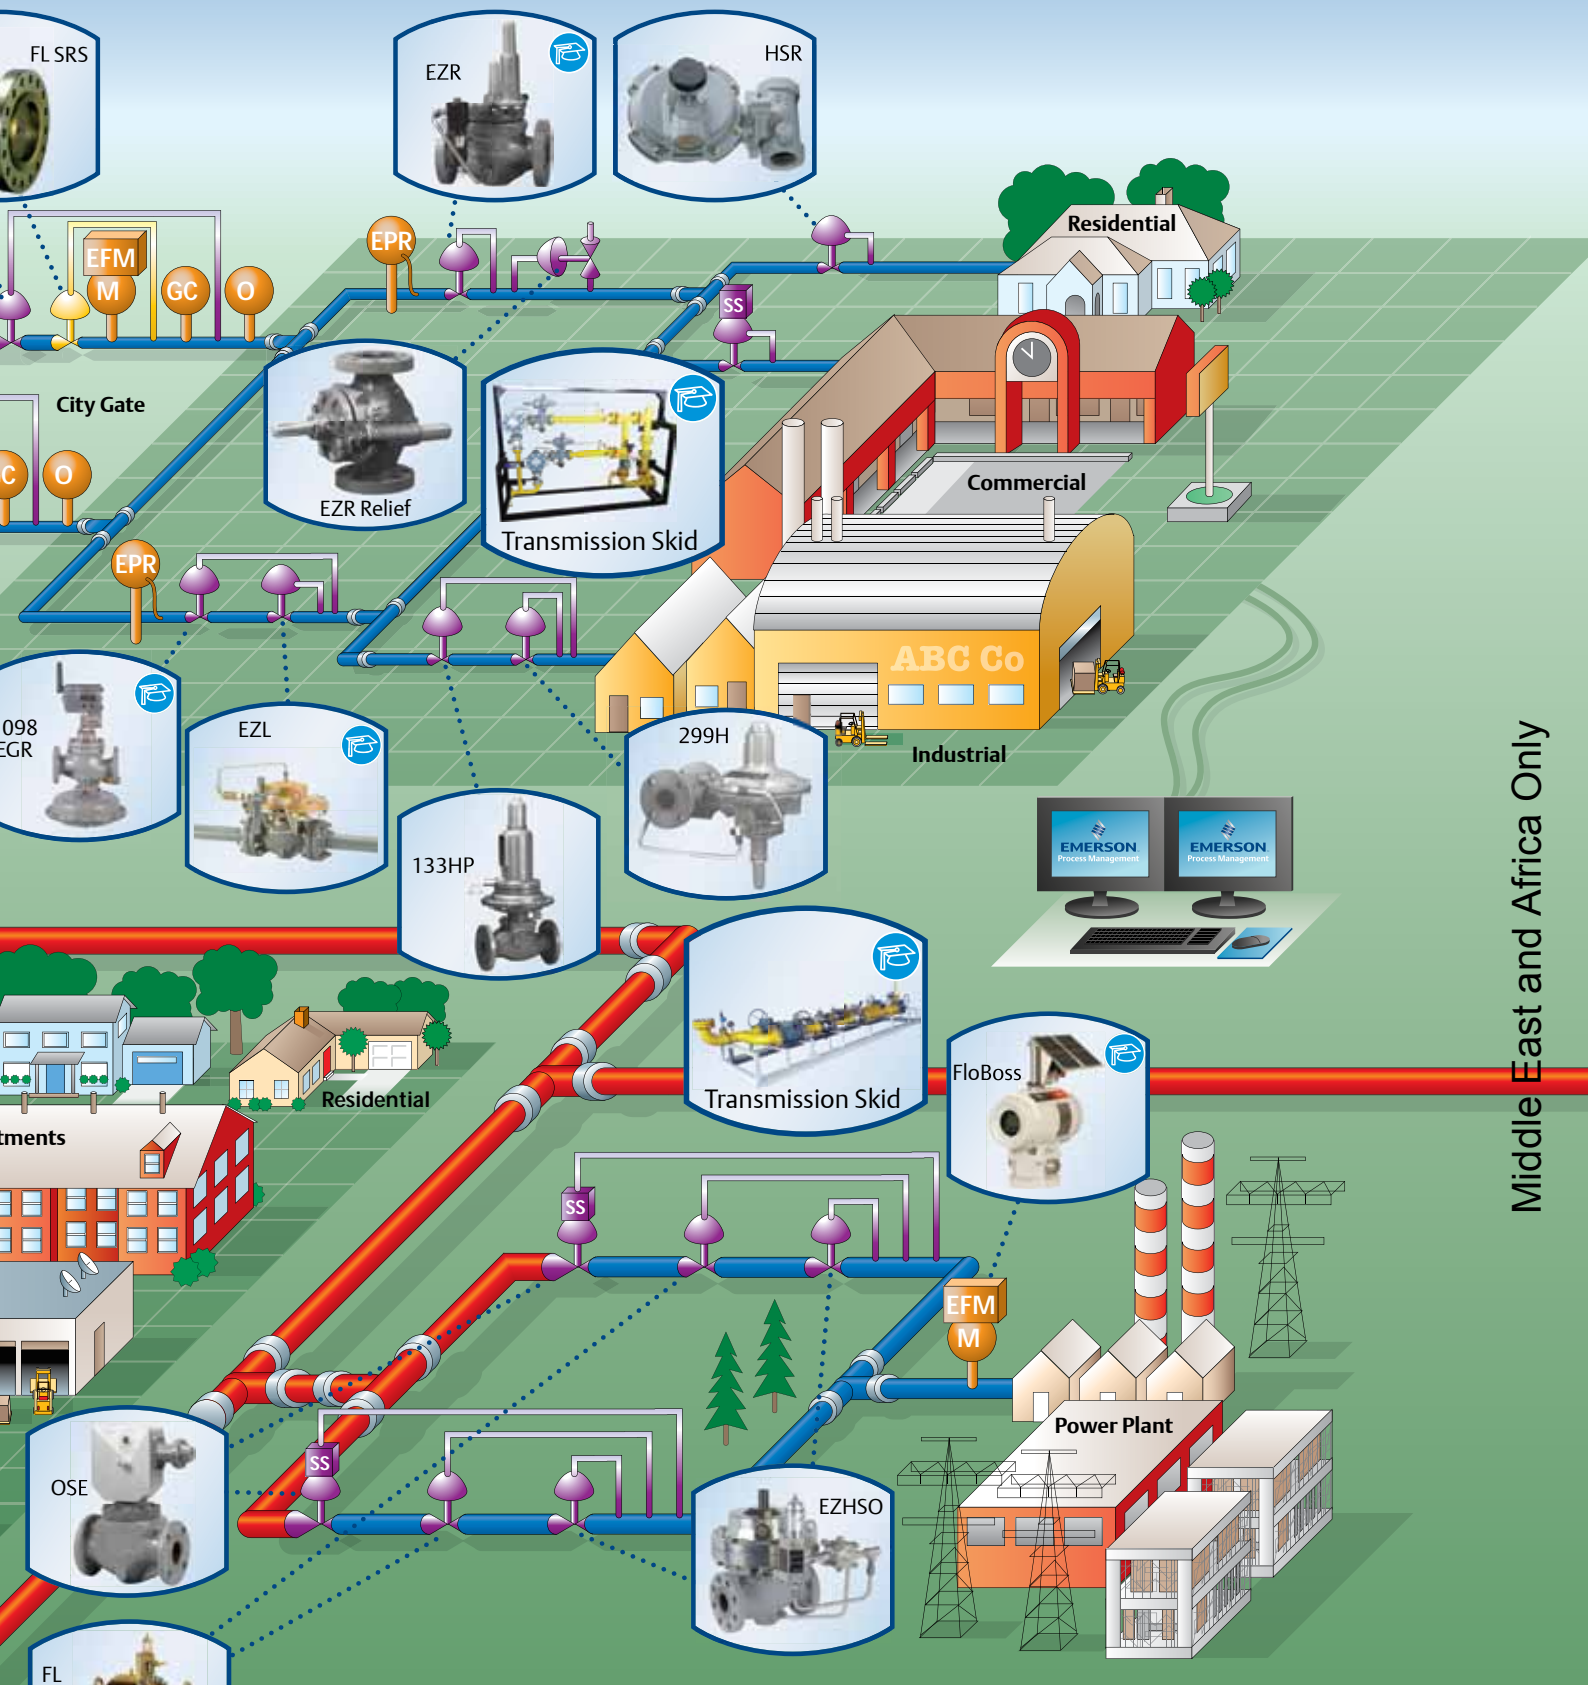 FL SRS
EZR
HSR
EPR
EFM
M
GC
O
SS
Residential
City Gate
C
O
EZR Relief
Transmission Skid
Commercial
EPR
ABC Co
Industrial
098
EGR
EZL
299H
133HP
EMERSON
Process Management
EMERSON
Process Management
Middle East and Africa Only
Transmission Skid
FloBoss
Residential
tments
SS
EFM
M
Power Plant
SS
OSE
EZHSO
FL